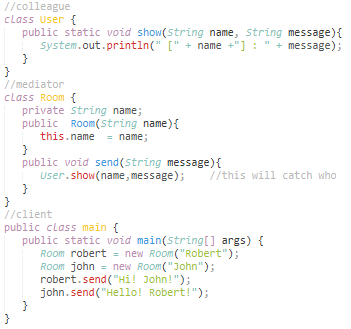 //colleague
class User {
   public static void show(String name, String message){
      System.out.println(" [" + name +"] : " + message);
   }
}
//mediator
class Room {
   private String name;
   public  Room(String name){
      this.name  = name;
   }
   public void send(String message){
      User.show(name,message);    //this will catch who
   }
}
//client
public class main {
   public static void main(String[] args) {
      Room robert = new Room("Robert");
      Room john = new Room("John");
      robert.send("Hi! John!");
      john.send("Hello! Robert!");
   }
}